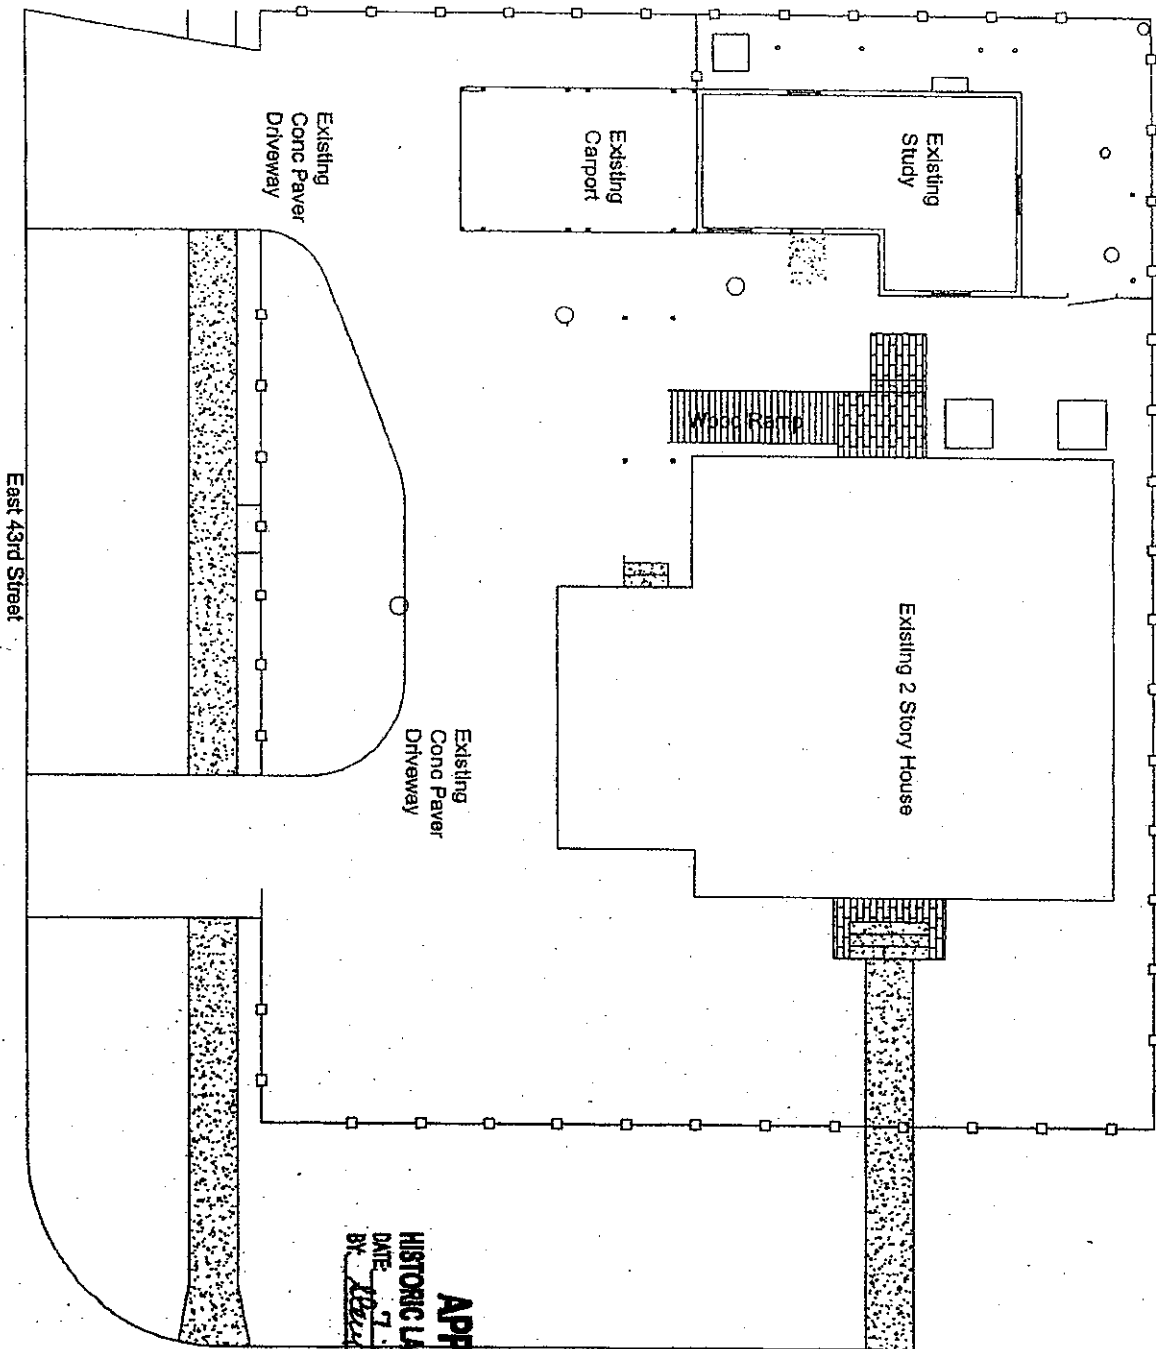 Existing
Conc Paver
Driveway
Existing
Carport
Existing
Study
Wood Ramp
Existing 2 Story House
Existing
Conc Paver
Driveway
East 43rd Street
HISTORIC LA
DATE 7
BY